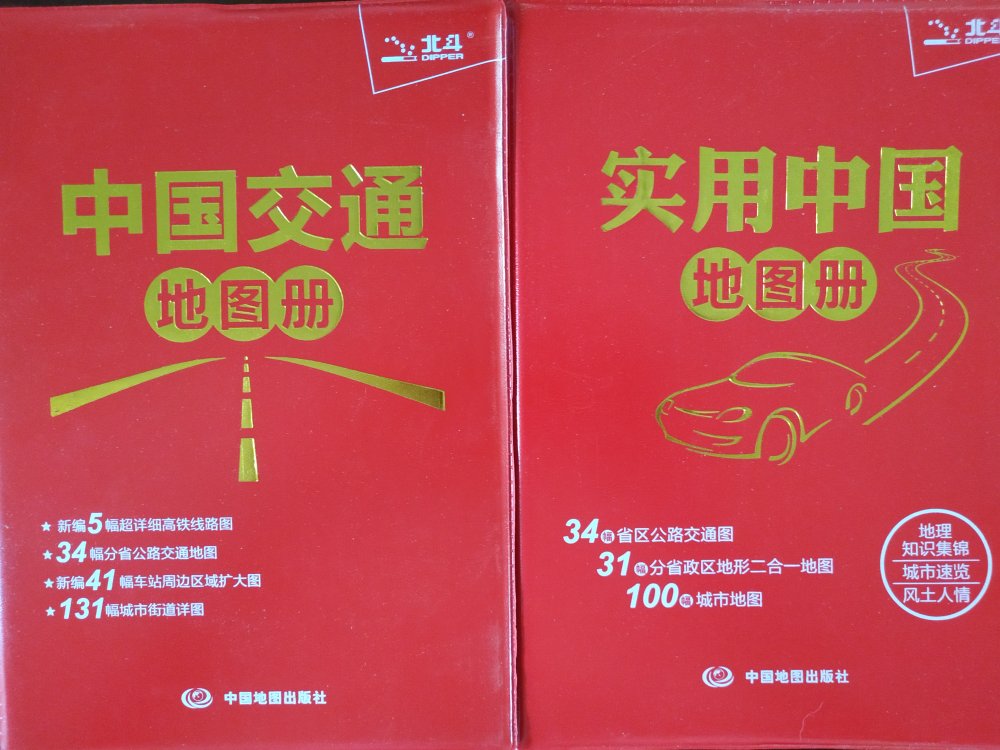 北斗®
DIPPER
中国交通
地图册
★ 新编5幅超详细高铁线路图
★ 34幅分省公路交通地图
★ 新编41幅车站周边区域扩大图
★ 131幅城市街道详图
中国地图出版社
北斗
DIPPE
实用中国
地图册
34幅省区公路交通图
31幅分省政区地形二合一地图
100幅城市地图
地理
知识集锦
城市速览
风土人情
中国地图出版社